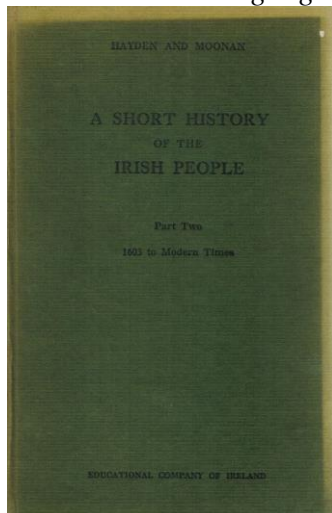 HAYDEN AND MOONAN
A SHORT HISTORY
OF THE
IRISH PEOPLE
Part Two
1603 to Modern Times
EDUCATIONAL COMPANY OF IRELAND